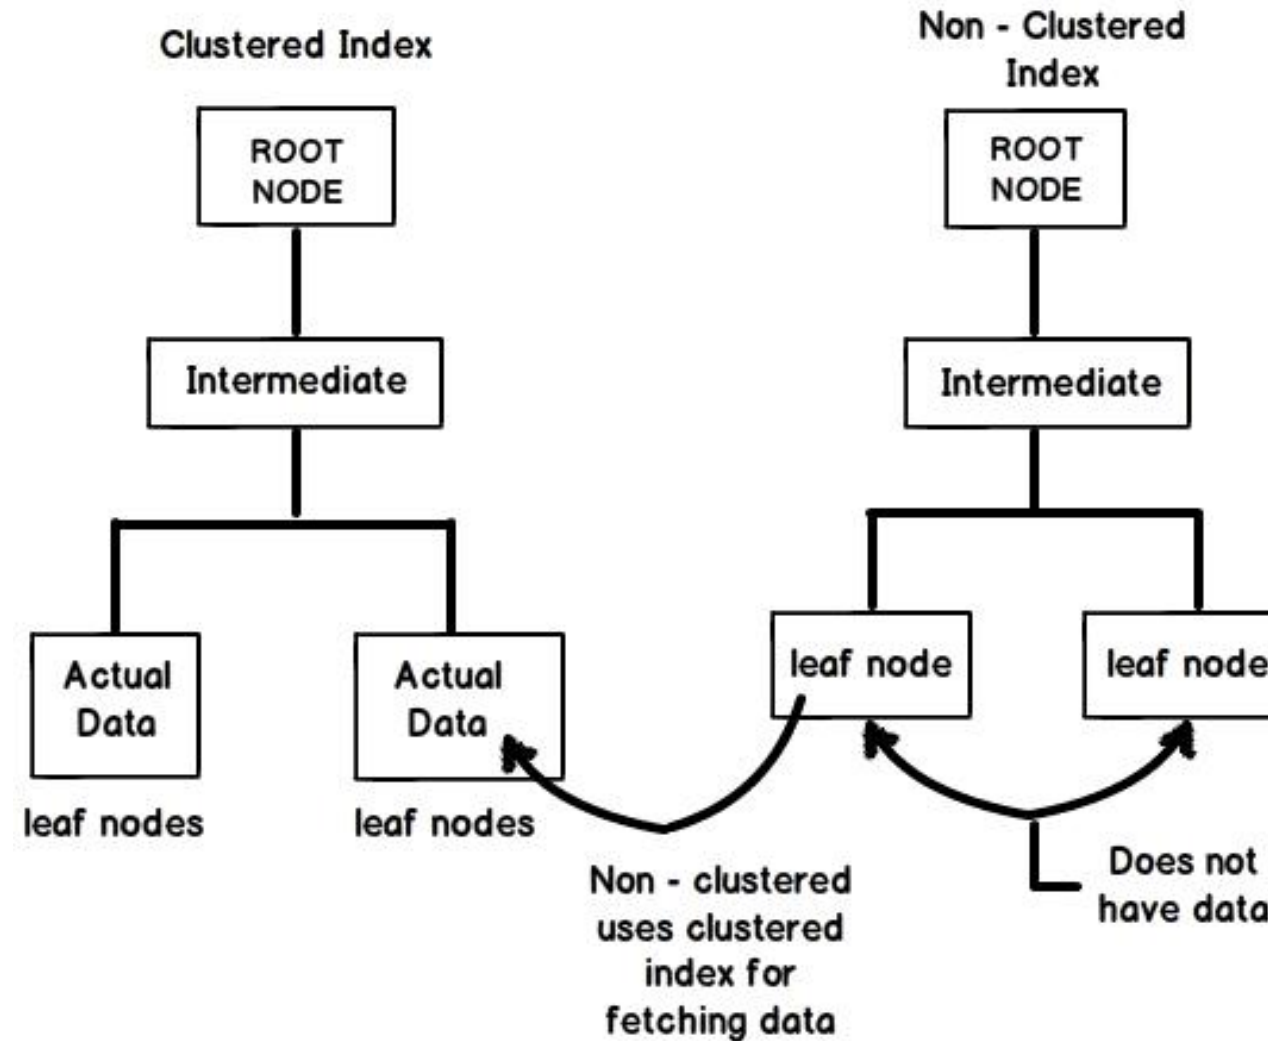 Clustered Index
ROOT
NODE
Intermediate
Actual
Data
leaf nodes
Actual
Data
leaf nodes
Non - Clustered
Index
ROOT
NODE
Intermediate
leaf node
leaf node
Non - clustered
uses clustered
index for
fetching data
Does not
have data